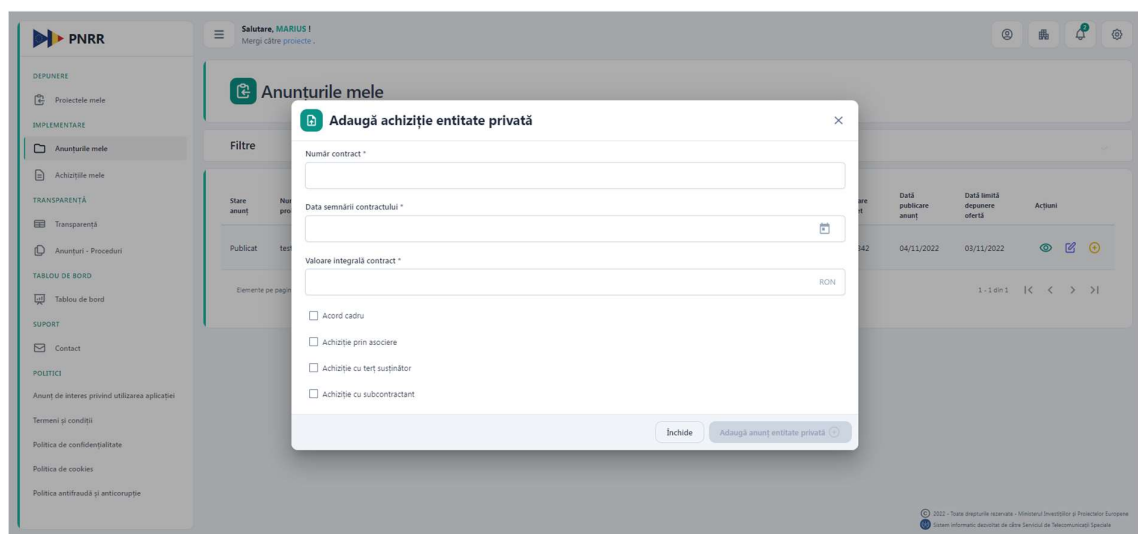 PNRR
Salutare, MARIUS !
Mergi către proiecte .
2
DEPUNERE
Proiectele mele
IMPLEMENTARE
Anunțurile mele
Achizițiile mele
TRANSPARENȚĂ
Transparență
Anunțuri - Proceduri
TABLOU DE BORD
Tablou de bord
SUPORT
Contact
POLITICI
Anunț de interes privind utilizarea aplicației
Termeni și condiții
Politica de confidențialitate
Politica de cookies
Politica antifraudă și anticorupție
Anunțurile mele
Filtre
Stare
anunț
Publicat
test
Elemente pe pagin
Data
publicare
anunț
Dată limită
depunere
ofertă
Acțiuni
342
04/11/2022
03/11/2022
1 - 1 din 1
Adaugă achiziție entitate privată
Număr contract *
Data semnării contractului *
Valoare integrală contract *
RON
Acord cadru
Achiziție prin asociere
Achiziție cu terț susținător
Achiziție cu subcontractant
Închide
Adaugă anunț entitate privată
2022 - Toate drepturile rezervate - Ministerul Investițiilor și Proiectelor Europene
Sistem informatic dezvoltat de către Serviciul de Telecomunicații Speciale